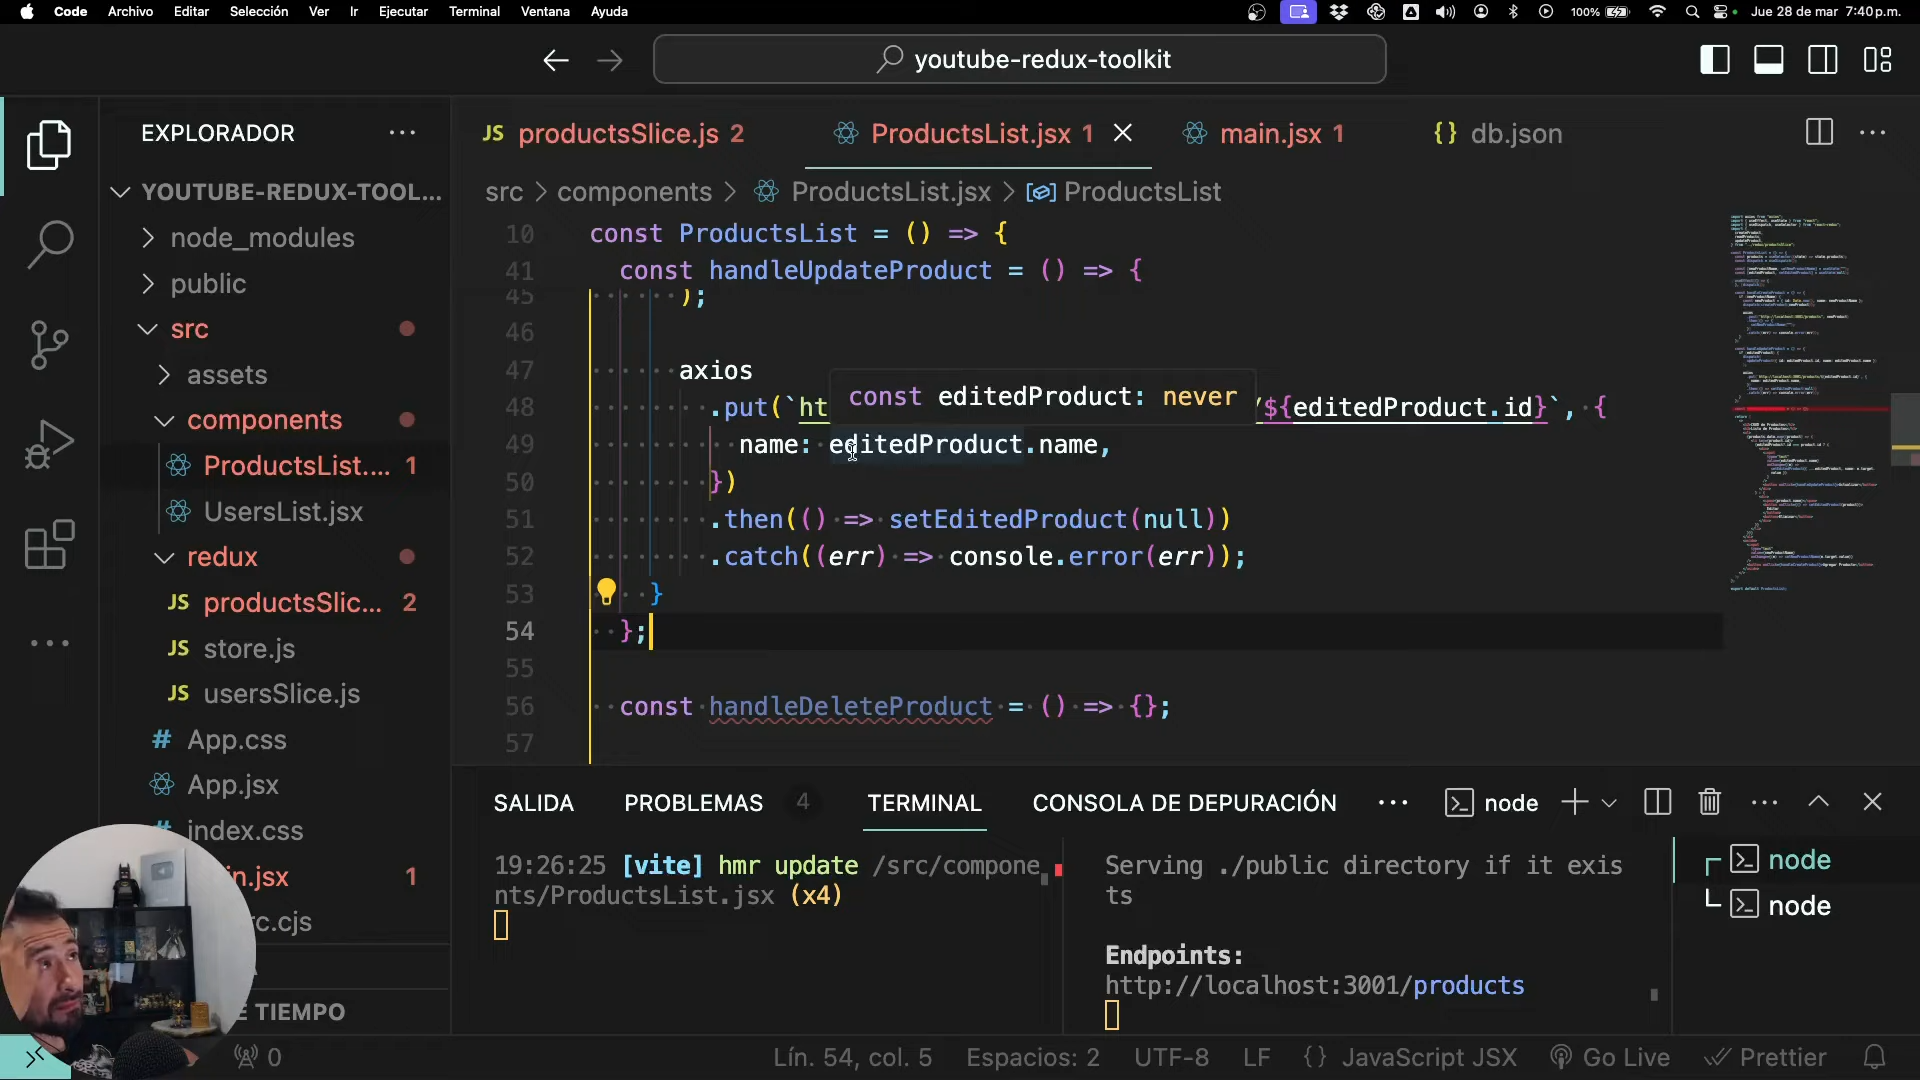 Code Archivo Editar Selección Ver Ir Ejecutar Terminal Ventana Ayuda 100% Jue 28 de mar 7:40 p.m.
youtube-redux-toolkit
EXPLORADOR
YOUTUBE-REDUX-TOOL...
node_modules
public
src
assets
components
ProductsList.... 1
UsersList.jsx
redux
JS productsSlic... 2
JS store.js
JS usersSlice.js
# App.css
App.jsx
index.css
in.jsx 1
rc.cjs
E TIEMPO
JS productsSlice.js 2 ProductsList.jsx 1 main.jsx 1 {} db.json
src > components > ProductsList.jsx > ProductsList
10 const ProductsList = () => {
41 const handleUpdateProduct = () => {
45 );
46
47 axios
48 .put(`ht /${editedProduct.id}`, {
const editedProduct: never
49 name: editedProduct.name,
50 })
51 .then(() => setEditedProduct(null))
52 .catch((err) => console.error(err));
53 }
54 };
55
56 const handleDeleteProduct = () => {};
57
SALIDA PROBLEMAS 4 TERMINAL CONSOLA DE DEPURACIÓN node
19:26:25 [vite] hmr update /src/compone
nts/ProductsList.jsx (x4)
Serving ./public directory if it exis
ts
Endpoints:
http://localhost:3001/products
node
node
0 Lín. 54, col. 5 Espacios: 2 UTF-8 LF {} JavaScript JSX Go Live Prettier